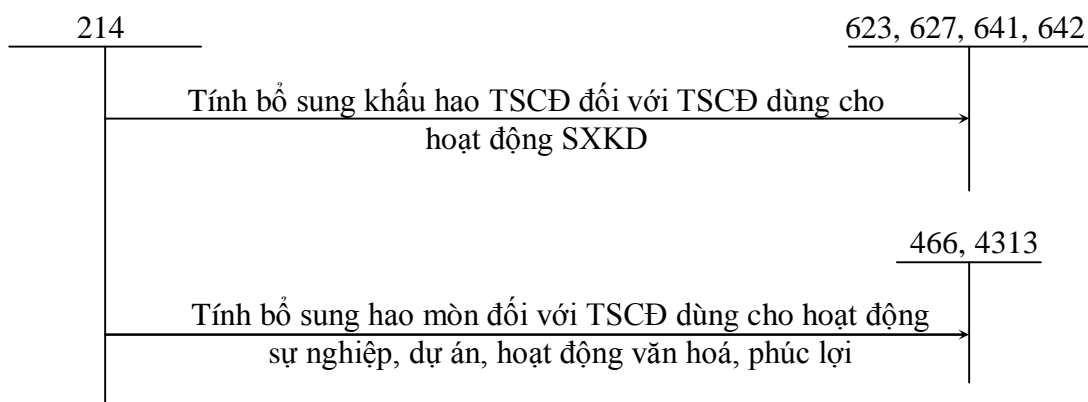 214
623, 627, 641, 642
Tính bổ sung khấu hao TSCĐ đối với TSCĐ dùng cho
hoạt động SXKD
466, 4313
Tính bổ sung hao mòn đối với TSCĐ dùng cho hoạt động
sự nghiệp, dự án, hoạt động văn hoá, phúc lợi